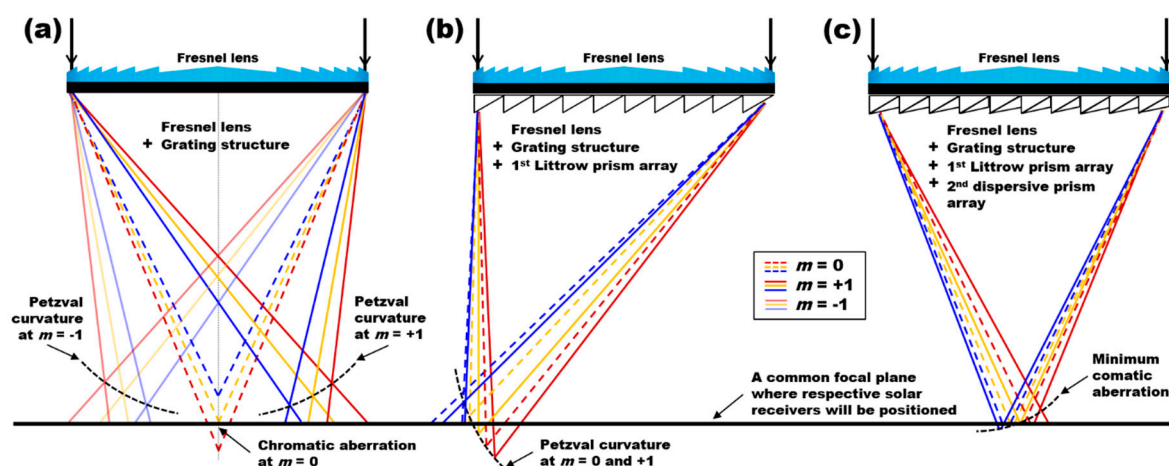 (a)
Fresnel lens
Fresnel lens
+ Grating structure
Petzval
curvature
at m = -1
Petzval
curvature
at m = +1
Chromatic aberration
at m = 0
(b)
Fresnel lens
Fresnel lens
+ Grating structure
+ 1st Littrow prism array
m = 0
m = +1
m = -1
A common focal plane
where respective solar
receivers will be positioned
Petzval curvature
at m = 0 and +1
(c)
Fresnel lens
Fresnel lens
+ Grating structure
+ 1st Littrow prism array
+ 2nd dispersive prism
array
Minimum
comatic
aberration